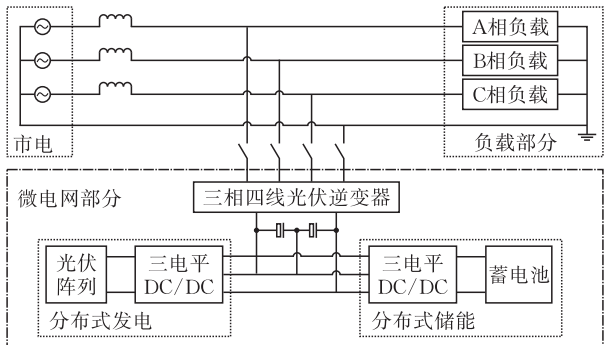 A相负载
B相负载
C相负载
市电
负载部分
微电网部分
三相四线光伏逆变器
光伏
阵列
三电平
DC/DC
三电平
DC/DC
蓄电池
分布式发电
分布式储能